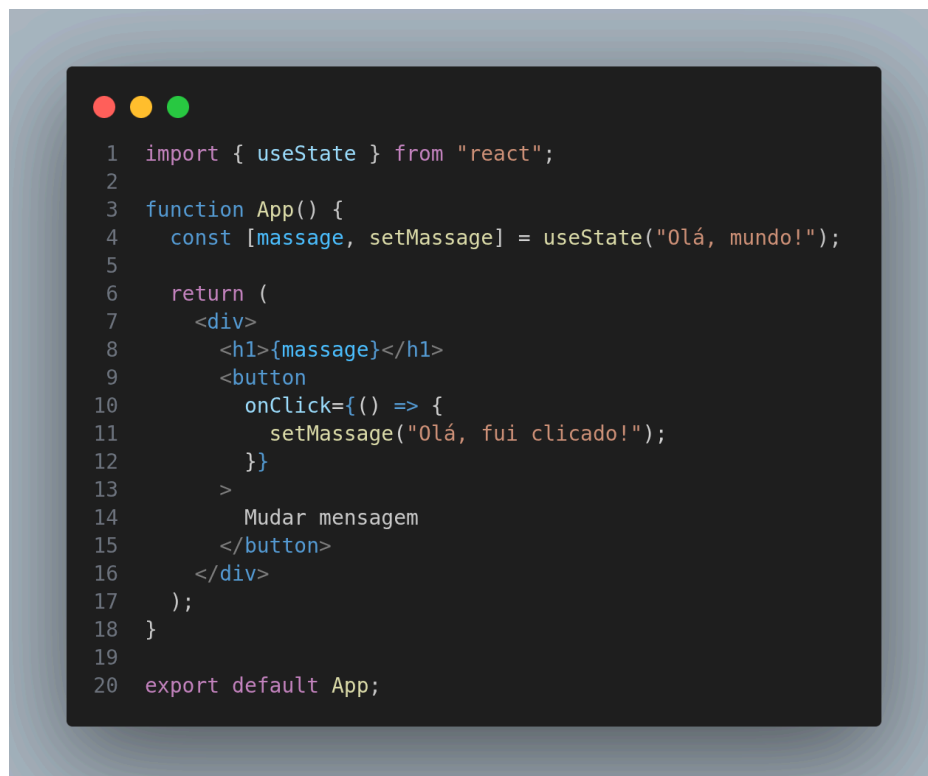 1 import { useState } from "react";
2
3 function App() {
4   const [massage, setMassage] = useState("Olá, mundo!");
5
6   return (
7     <div>
8       <h1>{massage}</h1>
9       <button
10         onClick={() => {
11           setMassage("Olá, fui clicado!");
12         }}
13       >
14         Mudar mensagem
15       </button>
16     </div>
17   );
18 }
19
20 export default App;